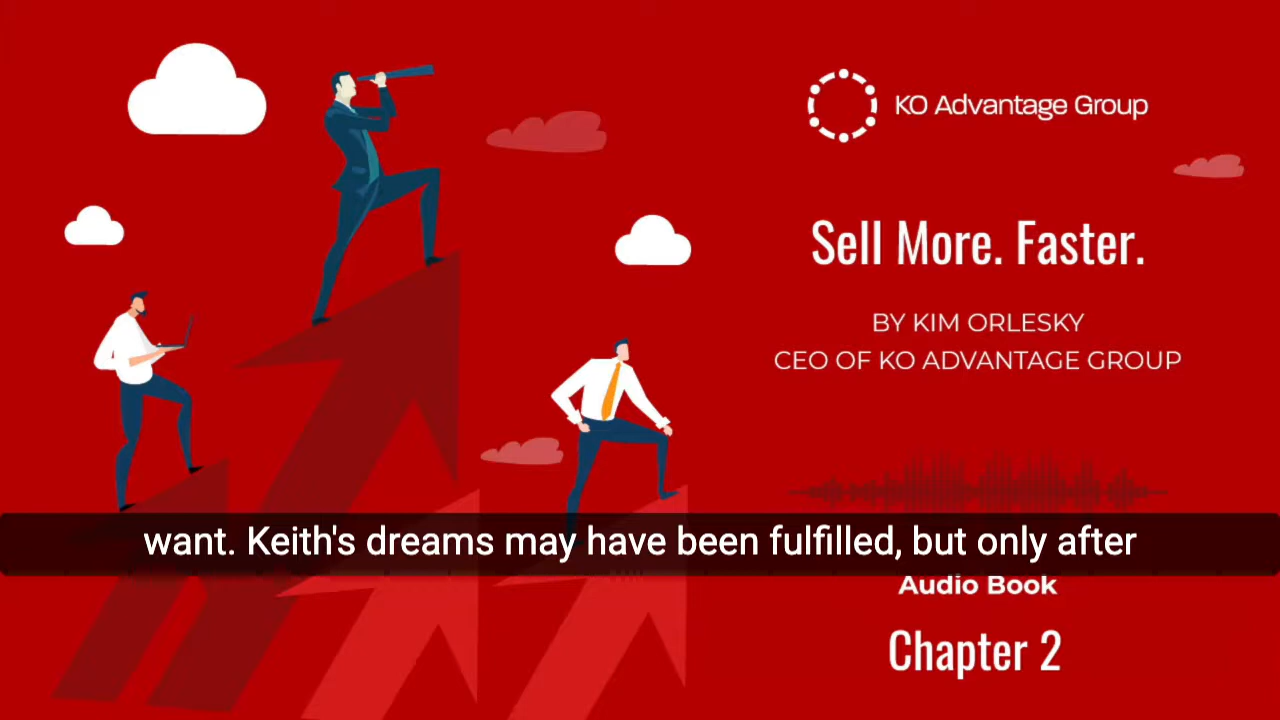 KO Advantage Group
Sell More. Faster.
BY KIM ORLESKY
CEO OF KO ADVANTAGE GROUP
want. Keith's dreams may have been fulfilled, but only after
Audio Book
Chapter 2